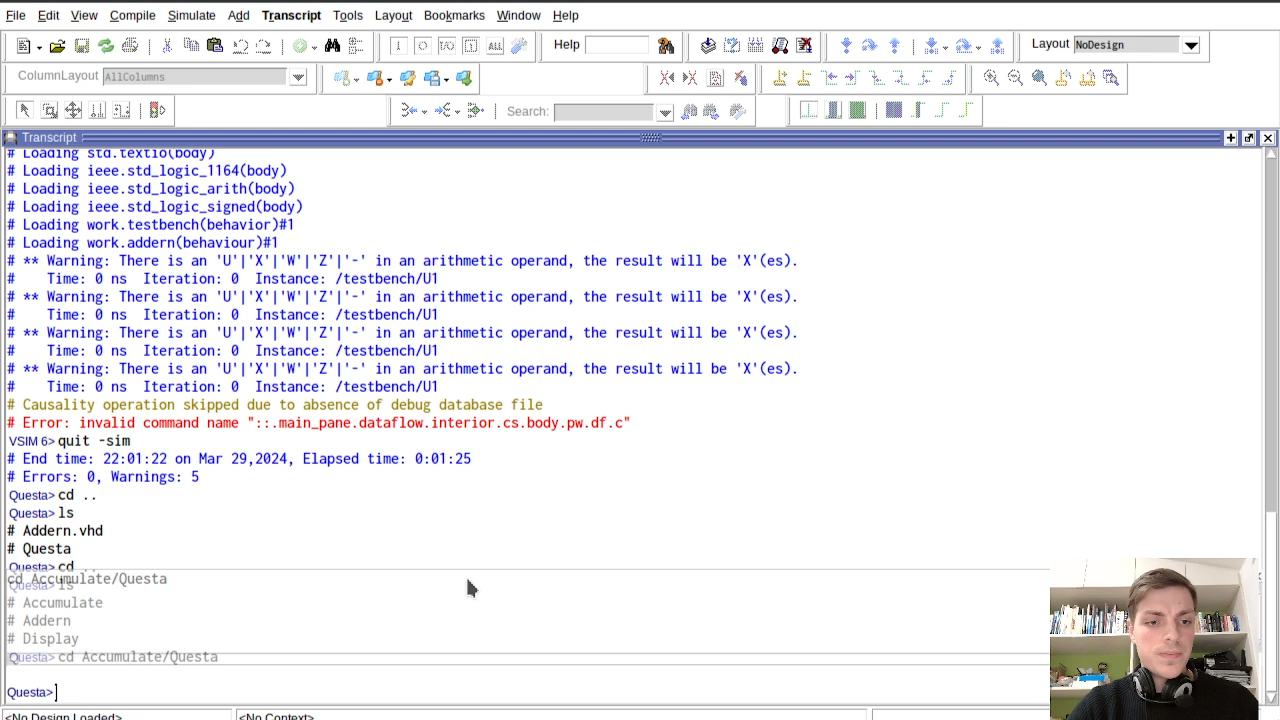 File Edit View Compile Simulate Add Transcript Tools Layout Bookmarks Window Help
Help
Layout NoDesign
ColumnLayout AllColumns
Search:
Transcript
# Loading std.textio(body)
# Loading ieee.std_logic_1164(body)
# Loading ieee.std_logic_arith(body)
# Loading ieee.std_logic_signed(body)
# Loading work.testbench(behavior)#1
# Loading work.addern(behaviour)#1
# ** Warning: There is an 'U'|'X'|'W'|'Z'|'-' in an arithmetic operand, the result will be 'X'(es).
#    Time: 0 ns  Iteration: 0  Instance: /testbench/U1
# ** Warning: There is an 'U'|'X'|'W'|'Z'|'-' in an arithmetic operand, the result will be 'X'(es).
#    Time: 0 ns  Iteration: 0  Instance: /testbench/U1
# ** Warning: There is an 'U'|'X'|'W'|'Z'|'-' in an arithmetic operand, the result will be 'X'(es).
#    Time: 0 ns  Iteration: 0  Instance: /testbench/U1
# ** Warning: There is an 'U'|'X'|'W'|'Z'|'-' in an arithmetic operand, the result will be 'X'(es).
#    Time: 0 ns  Iteration: 0  Instance: /testbench/U1
# Causality operation skipped due to absence of debug database file
# Error: invalid command name "::.main_pane.dataflow.interior.cs.body.pw.df.c"
VSIM 6> quit -sim
# End time: 22:01:22 on Mar 29,2024, Elapsed time: 0:01:25
# Errors: 0, Warnings: 5
Questa> cd ..
Questa> ls
# Addern.vhd
# Questa
Questa> cd ..
cd Accumulate/Questa
Questa> ls
# Accumulate
# Addern
# Display
Questa> cd Accumulate/Questa
Questa>
<No Design Loaded> <No Context>